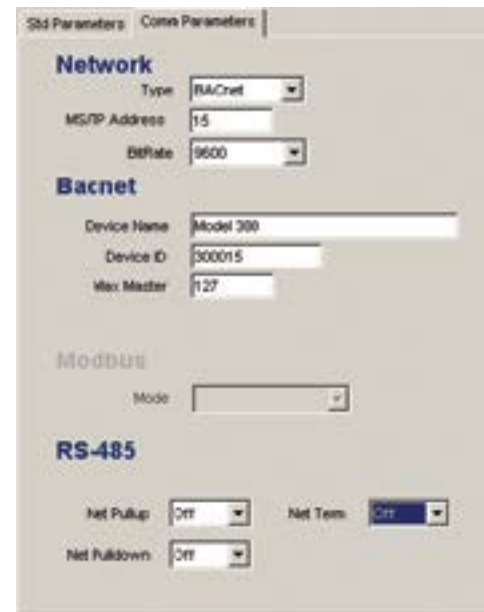 Std Parameters Comm Parameters
Network
Type BACnet
MS/TP Address 15
BitRate 9600
Bacnet
Device Name Model 300
Device ID 300015
Max Master 127
Modbus
Mode
RS-485
Net Pullup Off Net Term Off
Net Pulldown Off